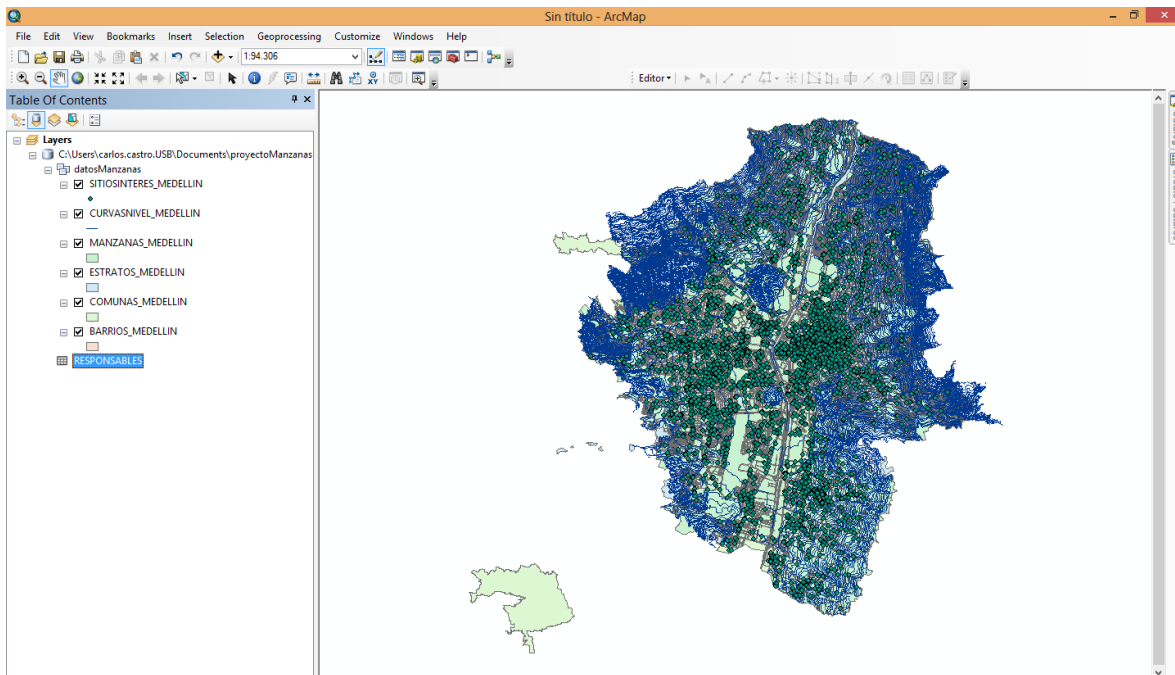 Sin título - ArcMap
File Edit View Bookmarks Insert Selection Geoprocessing Customize Windows Help
1:94.306
Editor
Table Of Contents
Layers
C:\Users\carlos.castro.USB\Documents\proyectoManzanas
datosManzanas
SITIOSINTERES_MEDELLIN
CURVASNIVEL_MEDELLIN
MANZANAS_MEDELLIN
ESTRATOS_MEDELLIN
COMUNAS_MEDELLIN
BARRIOS_MEDELLIN
RESPONSABLES